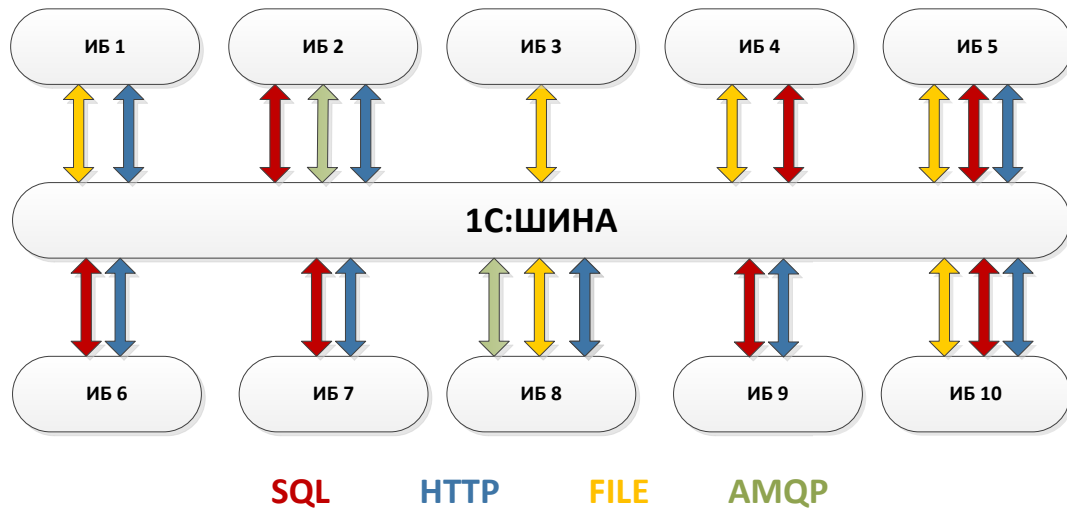 ИБ 1
ИБ 2
ИБ 3
ИБ 4
ИБ 5
1С:ШИНА
ИБ 6
ИБ 7
ИБ 8
ИБ 9
ИБ 10
SQL HTTP FILE AMQP